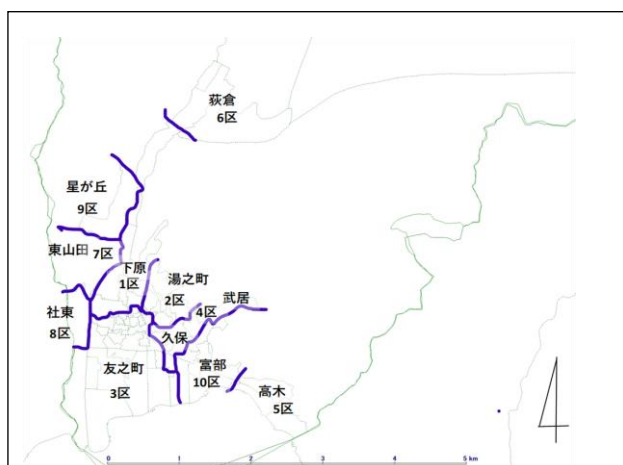 荻倉
6区
星が丘
9区
東山田 7区
下原
1区
湯之町
2区
武居
4区
社東
8区
久保
友之町
3区
富部
10区
高木
5区
0 1 2 3 4 5 km